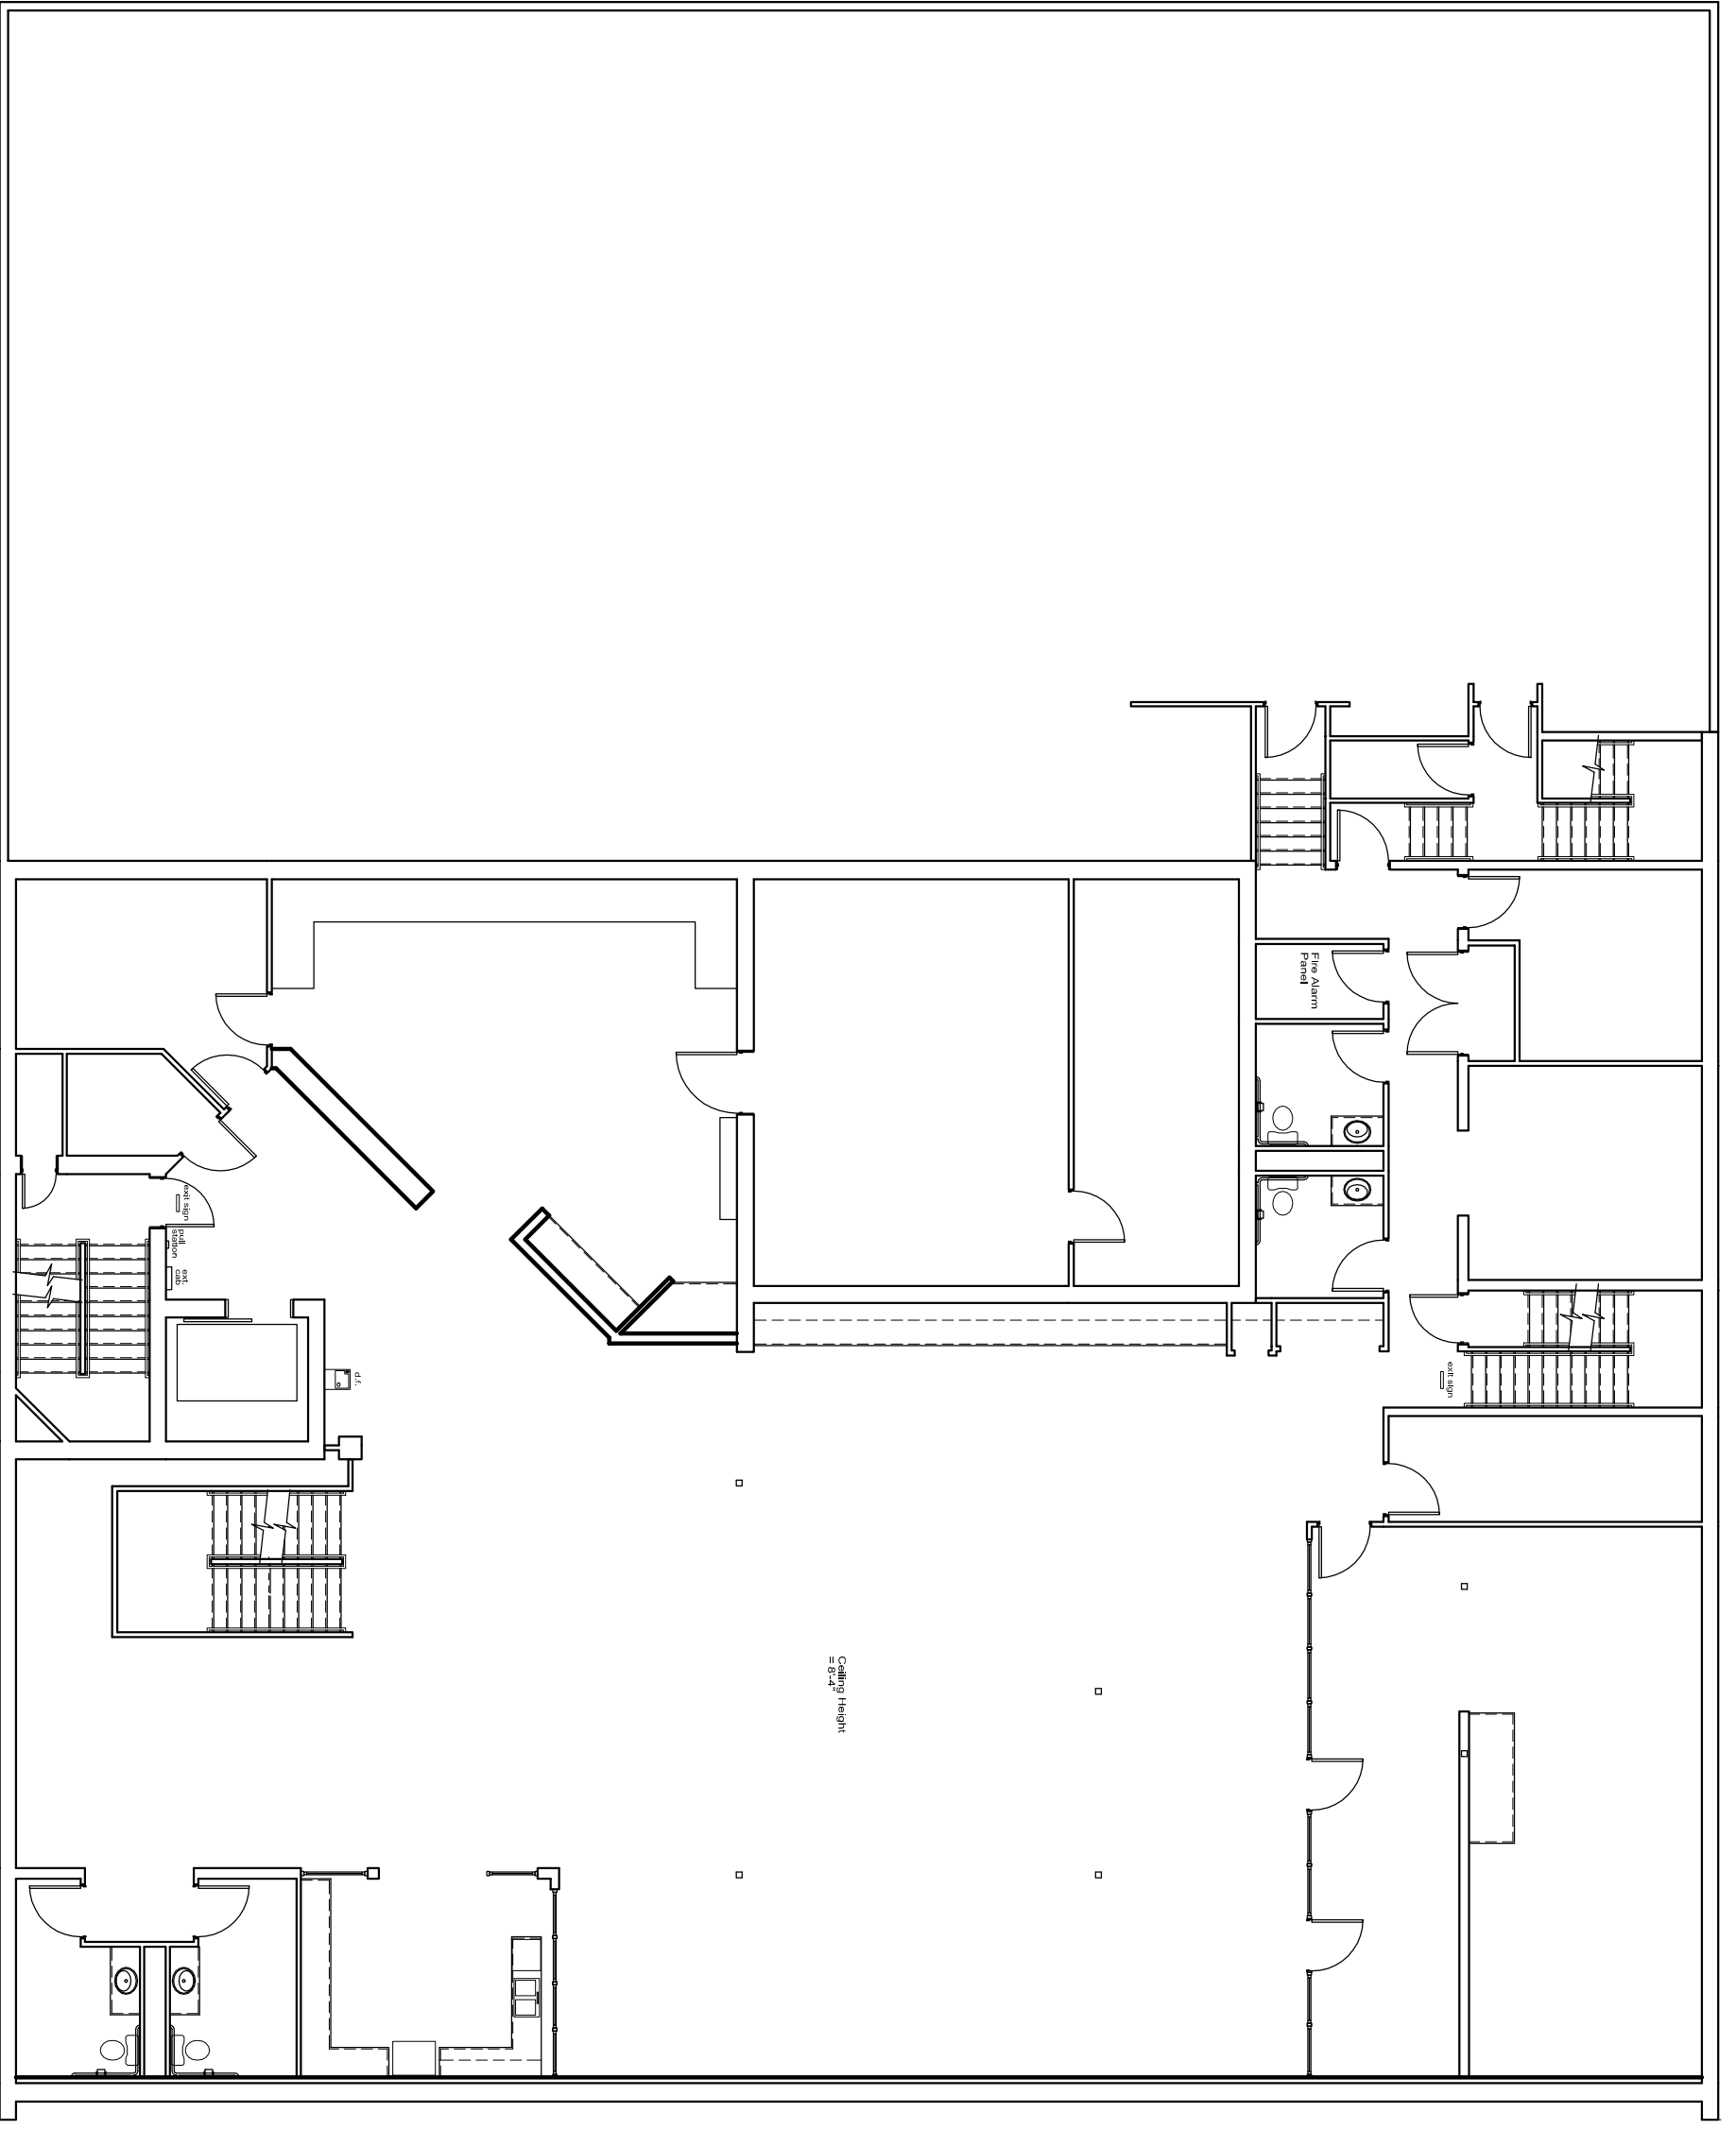 Fire Alarm
Panel
exit sign
pull
station
ext.
cab
d.f.
exit sign
Ceiling Height
= 8'-4"